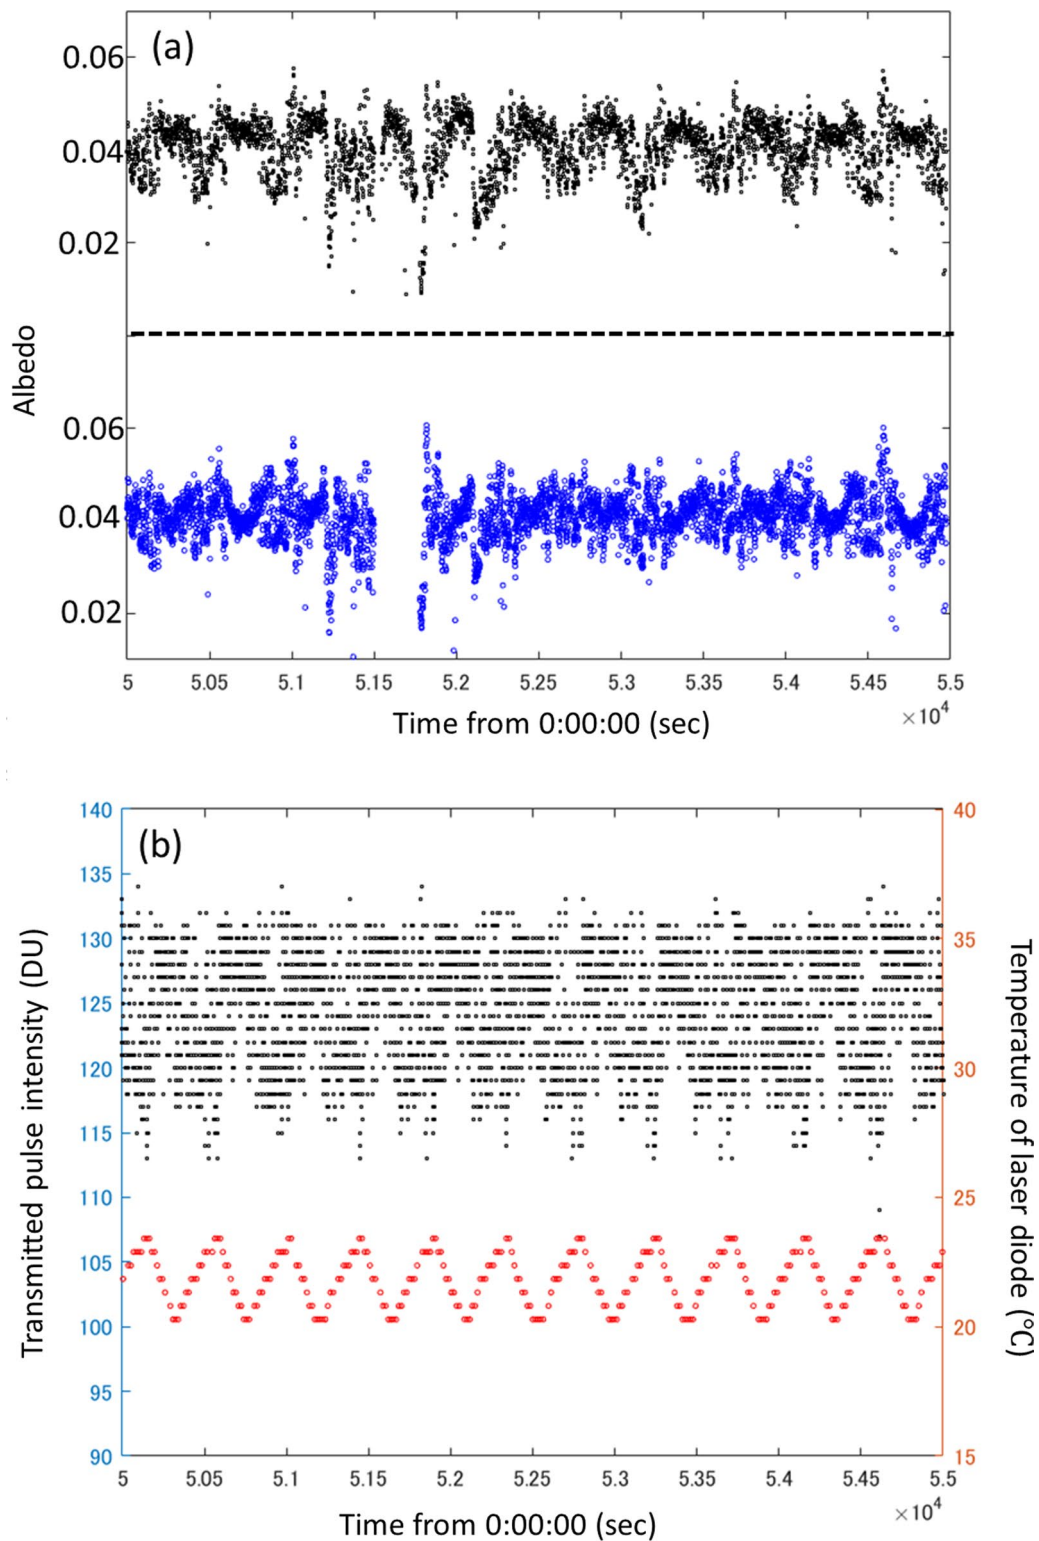 (a)
0.06
0.04
0.02
Albedo
0.06
0.04
0.02
5 5.05 5.1 5.15 5.2 5.25 5.3 5.35 5.4 5.45 5.5
×10⁴
Time from 0:00:00 (sec)
(b)
140
135
130
125
120
115
110
105
100
95
90
Transmitted pulse intensity (DU)
40
35
30
25
20
15
Temperature of laser diode (°C)
5 5.05 5.1 5.15 5.2 5.25 5.3 5.35 5.4 5.45 5.5
×10⁴
Time from 0:00:00 (sec)